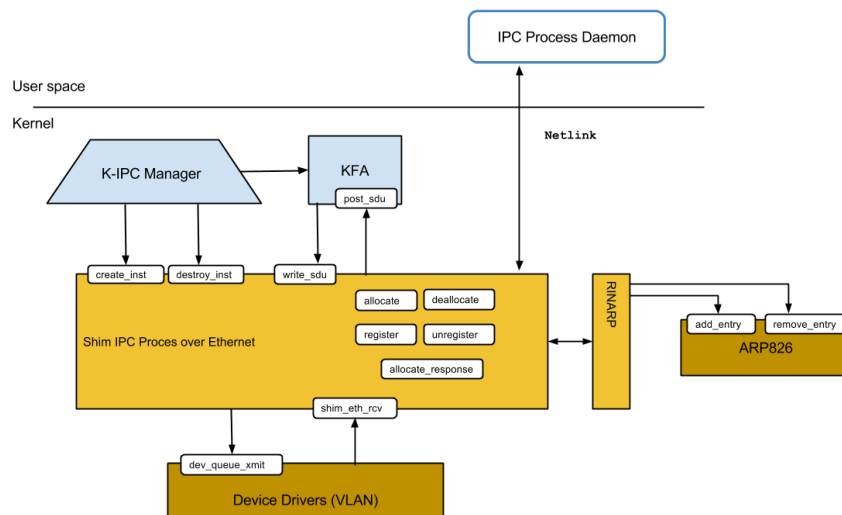 IPC Process Daemon
User space
Kernel
Netlink
K-IPC Manager
KFA
post_sdu
create_inst
destroy_inst
write_sdu
allocate
deallocate
register
unregister
allocate_response
Shim IPC Proces over Ethernet
RINARP
add_entry
remove_entry
ARP826
shim_eth_rcv
dev_queue_xmit
Device Drivers (VLAN)